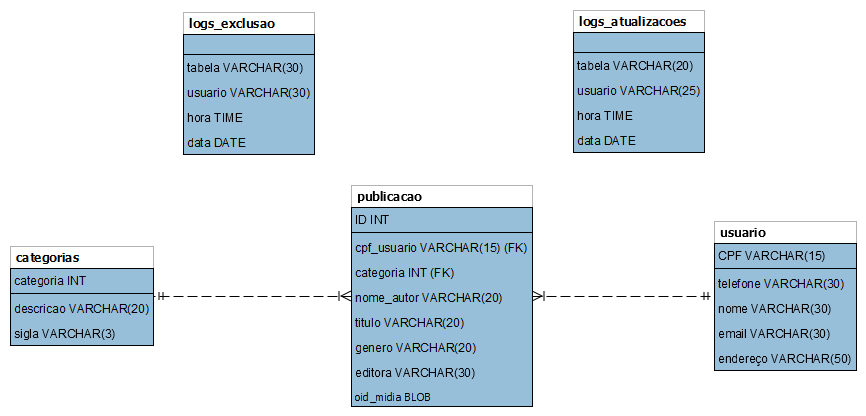 logs_exclusao
tabela VARCHAR(30)
usuario VARCHAR(30)
hora TIME
data DATE
logs_atualizacoes
tabela VARCHAR(20)
usuario VARCHAR(25)
hora TIME
data DATE
categorias
categoria INT
descricao VARCHAR(20)
sigla VARCHAR(3)
publicacao
ID INT
cpf_usuario VARCHAR(15) (FK)
categoria INT (FK)
nome_autor VARCHAR(20)
titulo VARCHAR(20)
genero VARCHAR(20)
editora VARCHAR(30)
oid_midia BLOB
usuario
CPF VARCHAR(15)
telefone VARCHAR(30)
nome VARCHAR(30)
email VARCHAR(30)
endereço VARCHAR(50)